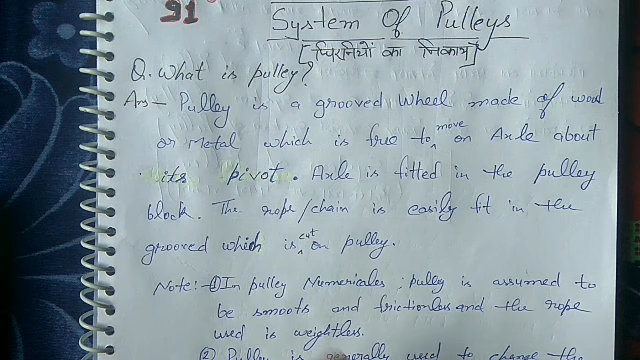 91
System Of Pulleys
[घिरनियों का निकाय]
Q. What is pulley?
Ans - Pulley is a grooved wheel made of wood
or Metal which is free to move on Axle about
its pivot. Axle is fitted in the pulley
block. The rope/chain is easily fit in the
grooved which is cut on pulley.
Note:- ① In pulley Numericales, pulley is assumed to
be smooth and frictionless and the rope
used is weightless.
② Pulley is generally used to change the